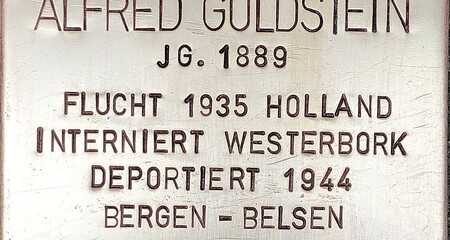 ALFRED GOLDSTEIN
JG. 1889
FLUCHT 1935 HOLLAND
INTERNIERT WESTERBORK
DEPORTIERT 1944
BERGEN - BELSEN